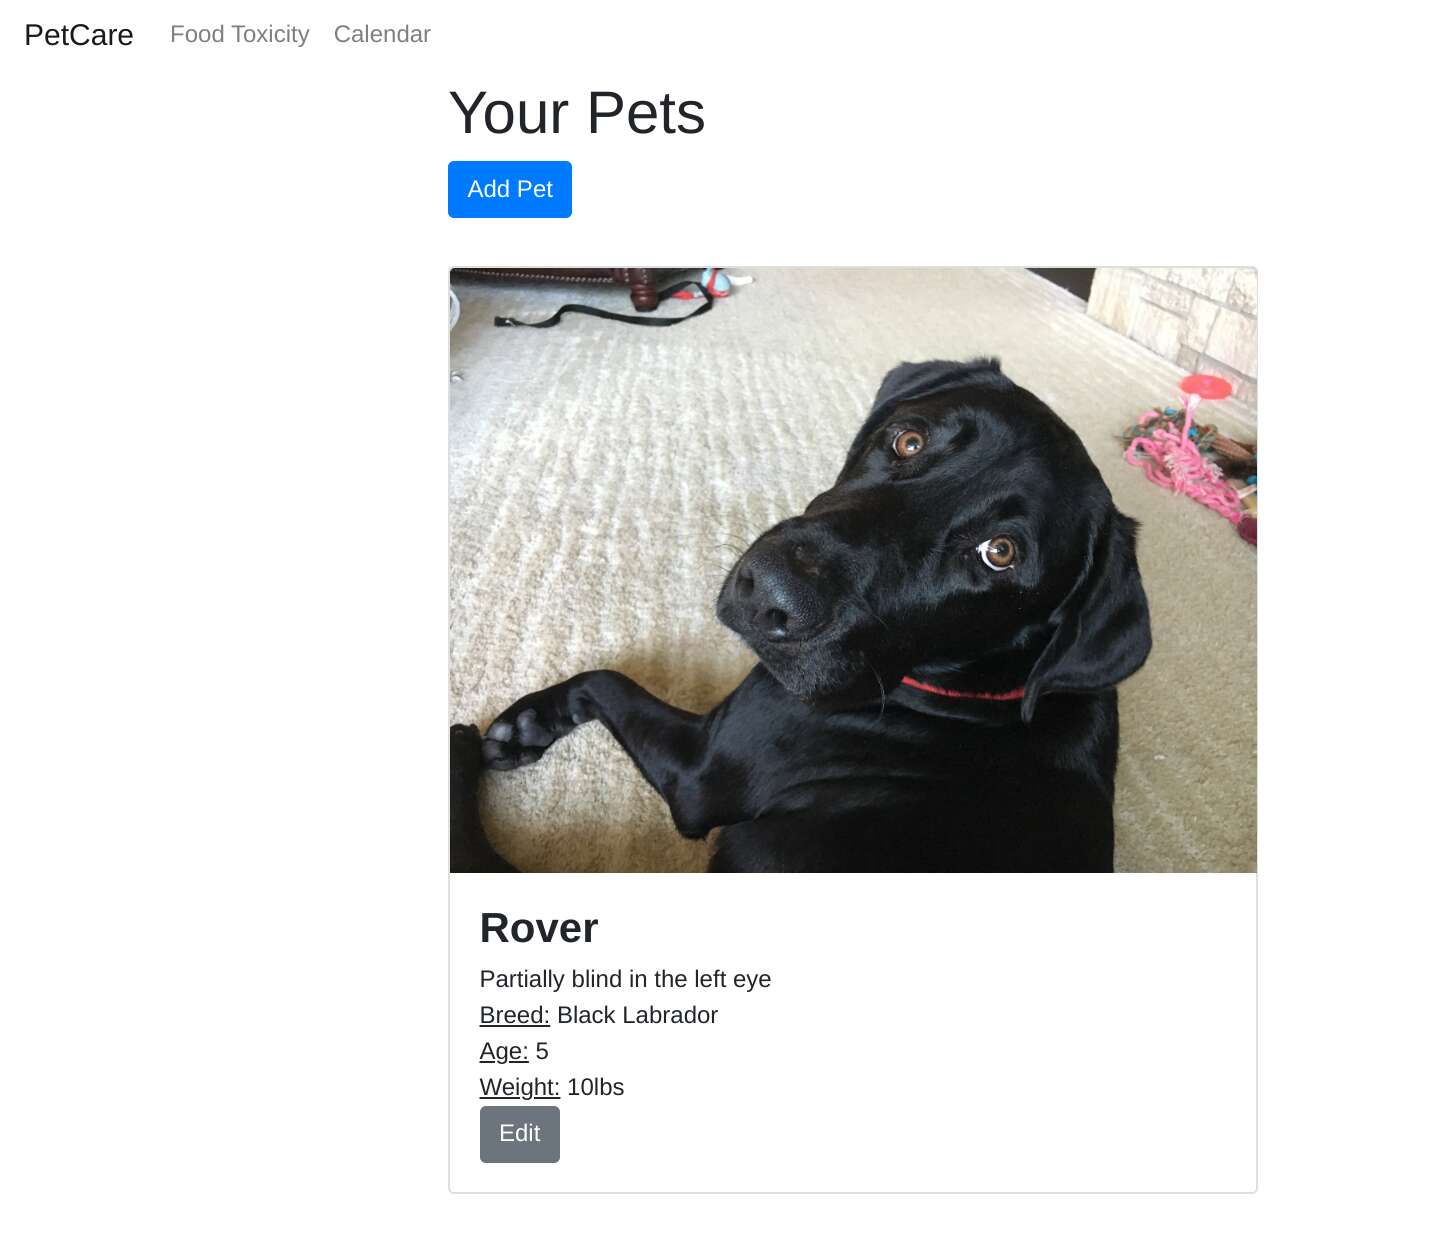 PetCare Food Toxicity Calendar
Your Pets
Add Pet
Rover
Partially blind in the left eye
Breed: Black Labrador
Age: 5
Weight: 10lbs
Edit